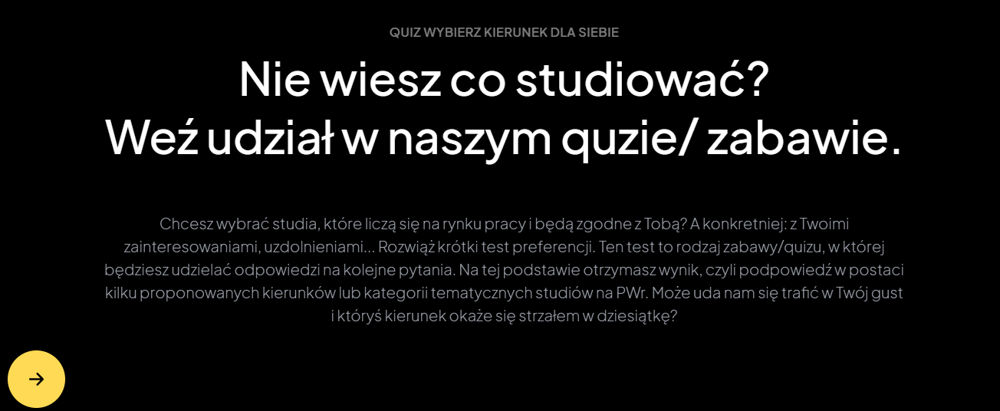 QUIZ WYBIERZ KIERUNEK DLA SIEBIE
Nie wiesz co studiować?
Weź udział w naszym quzie/ zabawie.
Chcesz wybrać studia, które liczą się na rynku pracy i będą zgodne z Tobą? A konkretniej: z Twoimi
zainteresowaniami, uzdolnieniami... Rozwiąż krótki test preferencji. Ten test to rodzaj zabawy/quizu, w której
będziesz udzielać odpowiedzi na kolejne pytania. Na tej podstawie otrzymasz wynik, czyli podpowiedź w postaci
kilku proponowanych kierunków lub kategorii tematycznych studiów na PWr. Może uda nam się trafić w Twój gust
i któryś kierunek okaże się strzałem w dziesiątkę?